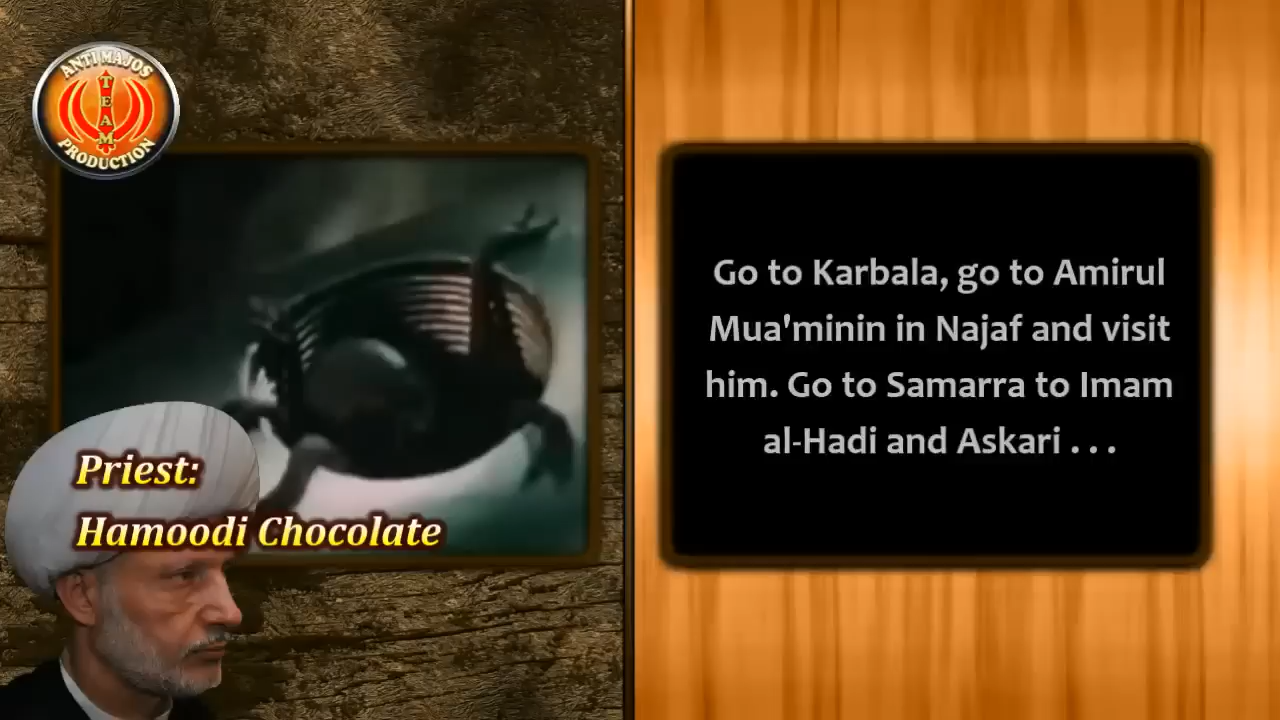 ANTI MAJOS
TEAM
PRODUCTION
Priest:
Hamoodi Chocolate
Go to Karbala, go to Amirul
Mua'minin in Najaf and visit
him. Go to Samarra to Imam
al-Hadi and Askari . . .